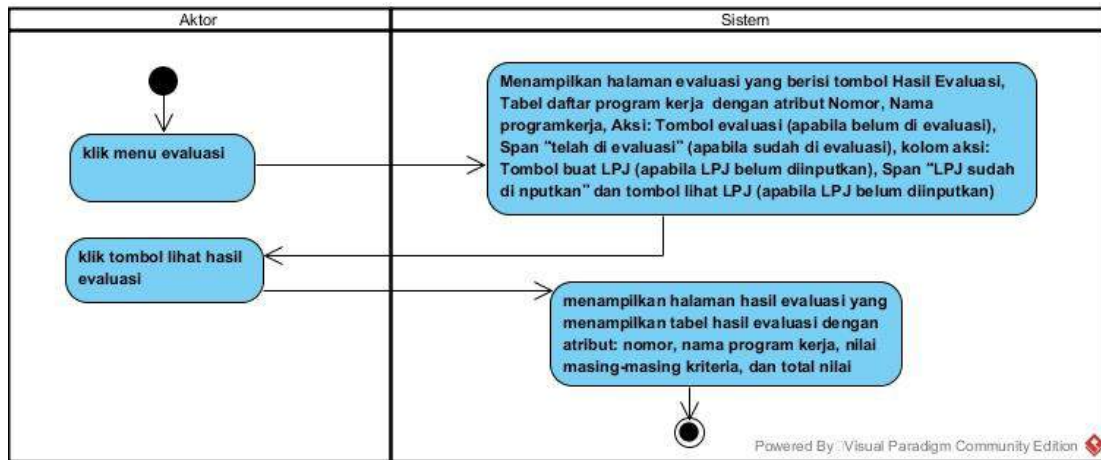 Aktor
Sistem
klik menu evaluasi
Menampilkan halaman evaluasi yang berisi tombol Hasil Evaluasi,
Tabel daftar program kerja dengan atribut Nomor, Nama
programkerja, Aksi: Tombol evaluasi (apabila belum di evaluasi),
Span "telah di evaluasi" (apabila sudah di evaluasi), kolom aksi:
Tombol buat LPJ (apabila LPJ belum diinputkan), Span "LPJ sudah
di nputkan" dan tombol lihat LPJ (apabila LPJ belum diinputkan)
klik tombol lihat hasil
evaluasi
menampilkan halaman hasil evaluasi yang
menampilkan tabel hasil evaluasi dengan
atribut: nomor, nama program kerja, nilai
masing-masing kriteria, dan total nilai
Powered By Visual Paradigm Community Edition